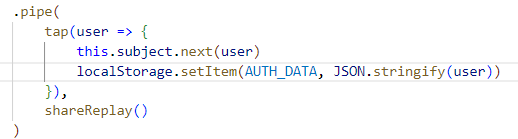 .pipe(
    tap(user => {
        this.subject.next(user)
        localStorage.setItem(AUTH_DATA, JSON.stringify(user))
    }),
    shareReplay()
)